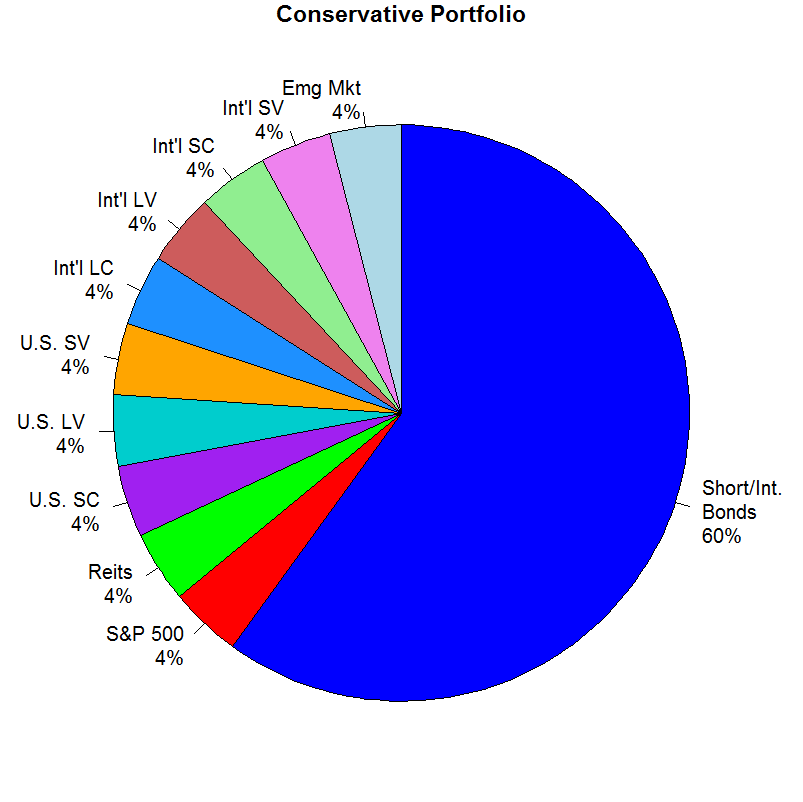 Conservative Portfolio
Emg Mkt
4%
Int'l SV
4%
Int'l SC
4%
Int'l LV
4%
Int'l LC
4%
U.S. SV
4%
U.S. LV
4%
U.S. SC
4%
Reits
4%
S&P 500
4%
Short/Int.
Bonds
60%